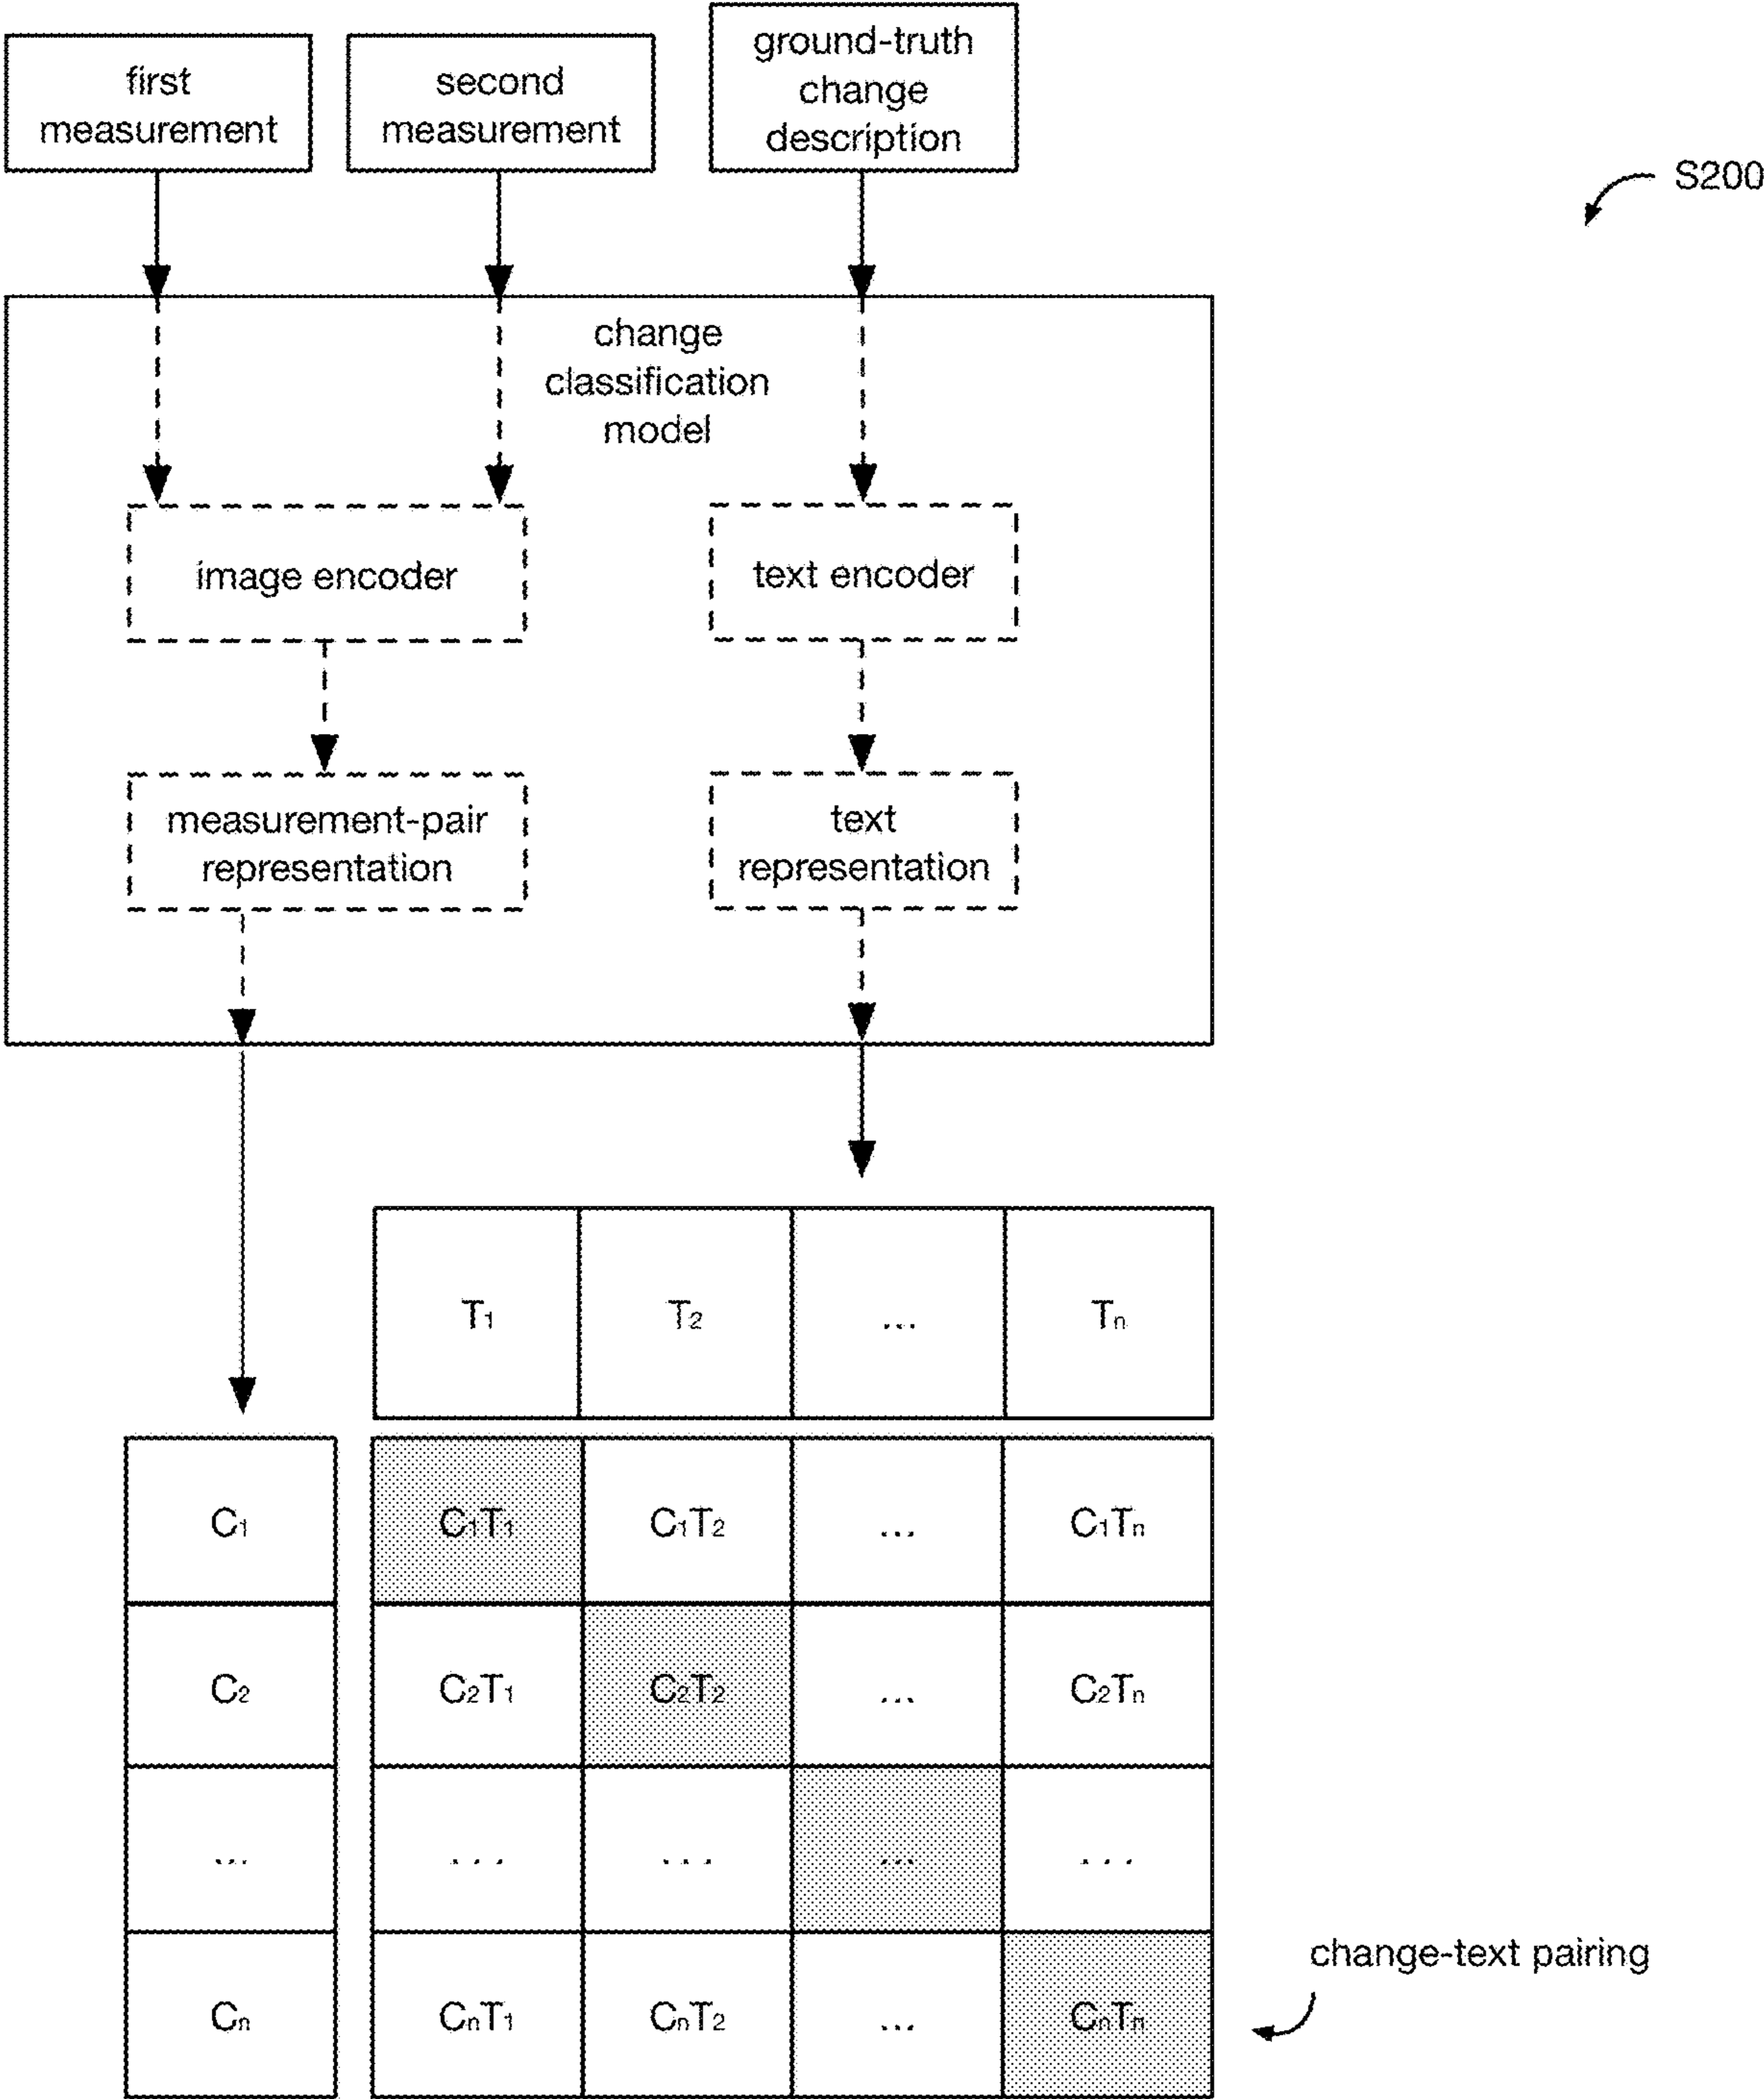 first
measurement
second
measurement
ground-truth
change
description
S200
change
classification
model
image encoder
text encoder
measurement-pair
representation
text
representation
T₁ T₂ ... Tₙ
C₁ C₁T₁ C₁T₂ ... C₁Tₙ
C₂ C₂T₁ C₂T₂ ... C₂Tₙ
... ... ... ... ...
change-text pairing
Cₙ CₙT₁ CₙT₂ ... CₙTₙ